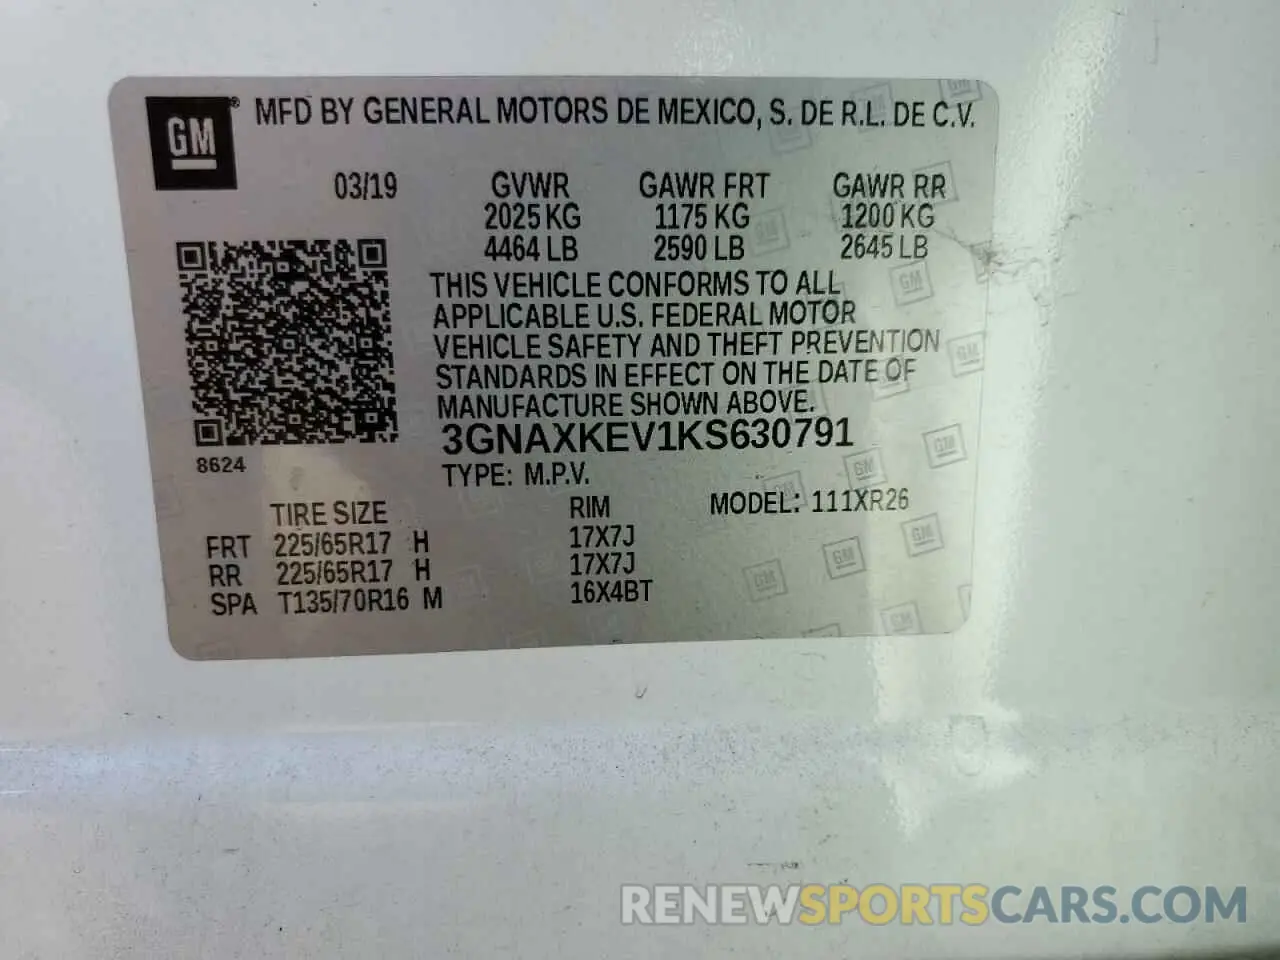 GM ® MFD BY GENERAL MOTORS DE MEXICO, S. DE R.L. DE C.V.
03/19 GVWR GAWR FRT GAWR RR
2025 KG 1175 KG 1200 KG
4464 LB 2590 LB 2645 LB
THIS VEHICLE CONFORMS TO ALL
APPLICABLE U.S. FEDERAL MOTOR
VEHICLE SAFETY AND THEFT PREVENTION
STANDARDS IN EFFECT ON THE DATE OF
MANUFACTURE SHOWN ABOVE.
3GNAXKEV1KS630791
8624
TYPE: M.P.V.
TIRE SIZE RIM MODEL: 111XR26
FRT 225/65R17 H 17X7J
RR 225/65R17 H 17X7J
SPA T135/70R16 M 16X4BT
RENEWSPORTSCARS.COM